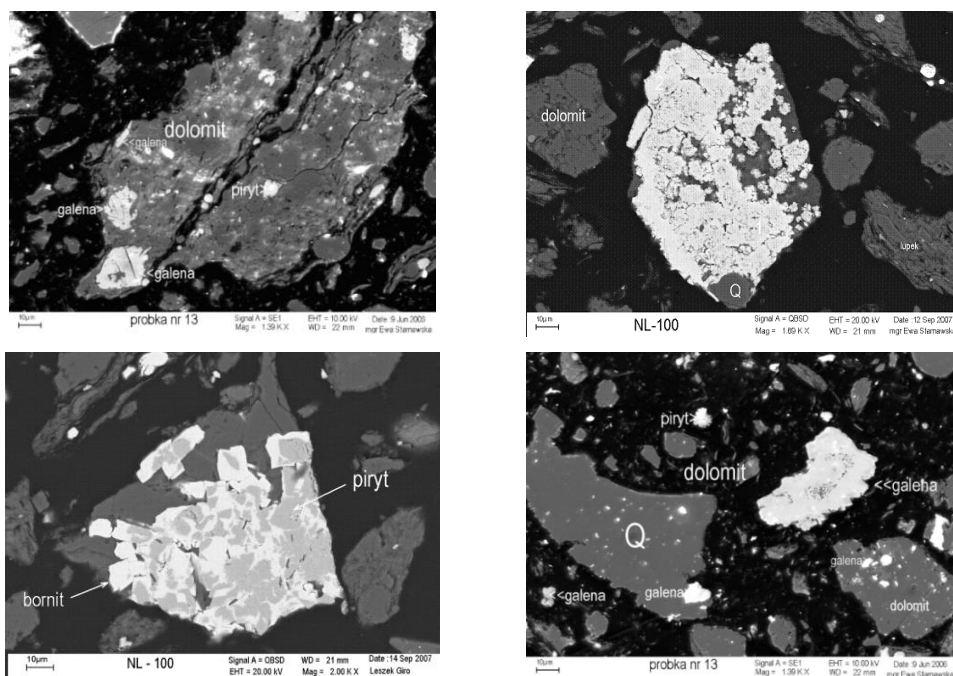 dolomit
<galena
piryt
galena
<<galena
10µm
probka nr 13
Signal A = SE1 EHT = 10.00 kV Date :9 Jun 2006
Mag = 1.39 K X WD = 22 mm mgr Ewa Starnawska
dolomit
lupek
Q
10µm
NL-100
Signal A = QBSD EHT = 20.00 kV Date :12 Sep 2007
Mag = 1.69 K X WD = 21 mm mgr Ewa Starnawska
piryt
bornit
10µm
NL - 100
Signal A = QBSD WD = 21 mm Date :14 Sep 2007
EHT = 20.00 kV Mag = 2.00 K X Leszek Giro
piryt
dolomit
<<galena
Q
galena
galena
<galena
dolomit
10µm
probka nr 13
Signal A = SE1 EHT = 10.00 kV Date :9 Jun 2006
Mag = 1.39 K X WD = 22 mm mgr Ewa Starnawska